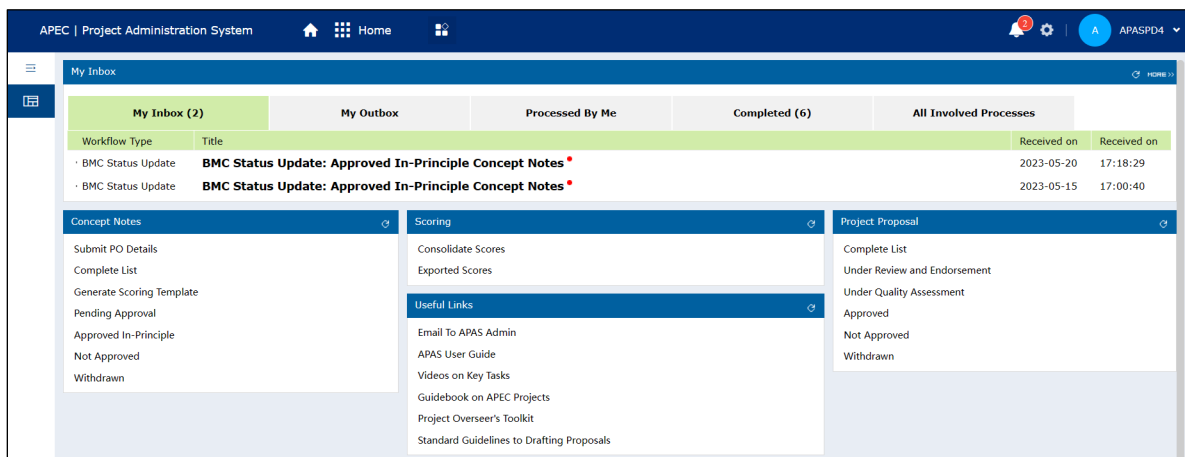 APEC | Project Administration System Home 2 A APASPD4
My Inbox MORE >>
My Inbox (2) My Outbox Processed By Me Completed (6) All Involved Processes
Workflow Type Title Received on Received on
· BMC Status Update BMC Status Update: Approved In-Principle Concept Notes 2023-05-20 17:18:29
· BMC Status Update BMC Status Update: Approved In-Principle Concept Notes 2023-05-15 17:00:40
Concept Notes
Submit PO Details
Complete List
Generate Scoring Template
Pending Approval
Approved In-Principle
Not Approved
Withdrawn
Scoring
Consolidate Scores
Exported Scores
Useful Links
Email To APAS Admin
APAS User Guide
Videos on Key Tasks
Guidebook on APEC Projects
Project Overseer's Toolkit
Standard Guidelines to Drafting Proposals
Project Proposal
Complete List
Under Review and Endorsement
Under Quality Assessment
Approved
Not Approved
Withdrawn